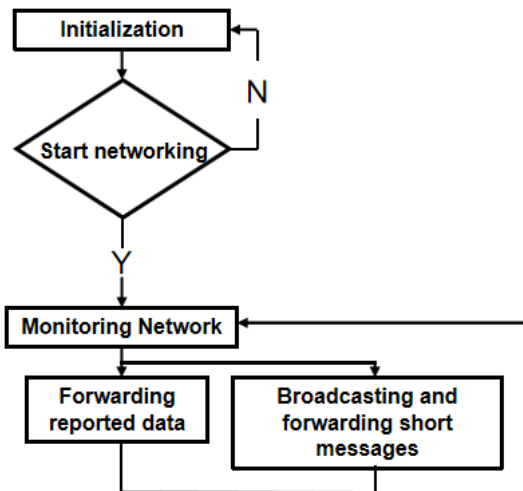 Initialization
N
Start networking
Y
Monitoring Network
Forwarding
reported data
Broadcasting and
forwarding short
messages